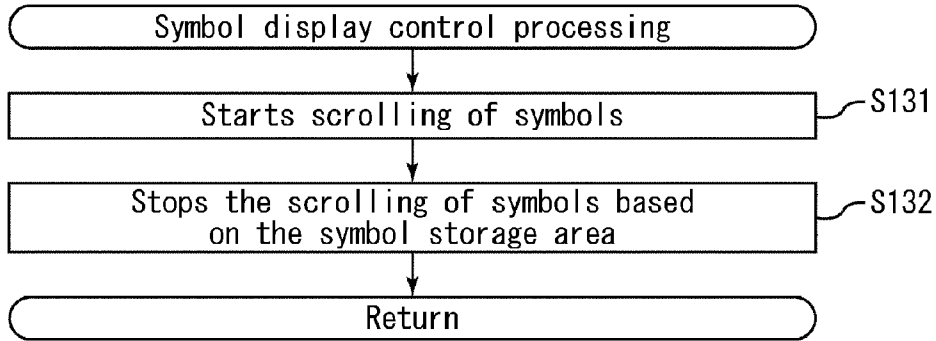 Symbol display control processing
Starts scrolling of symbols
S131
Stops the scrolling of symbols based
on the symbol storage area
S132
Return